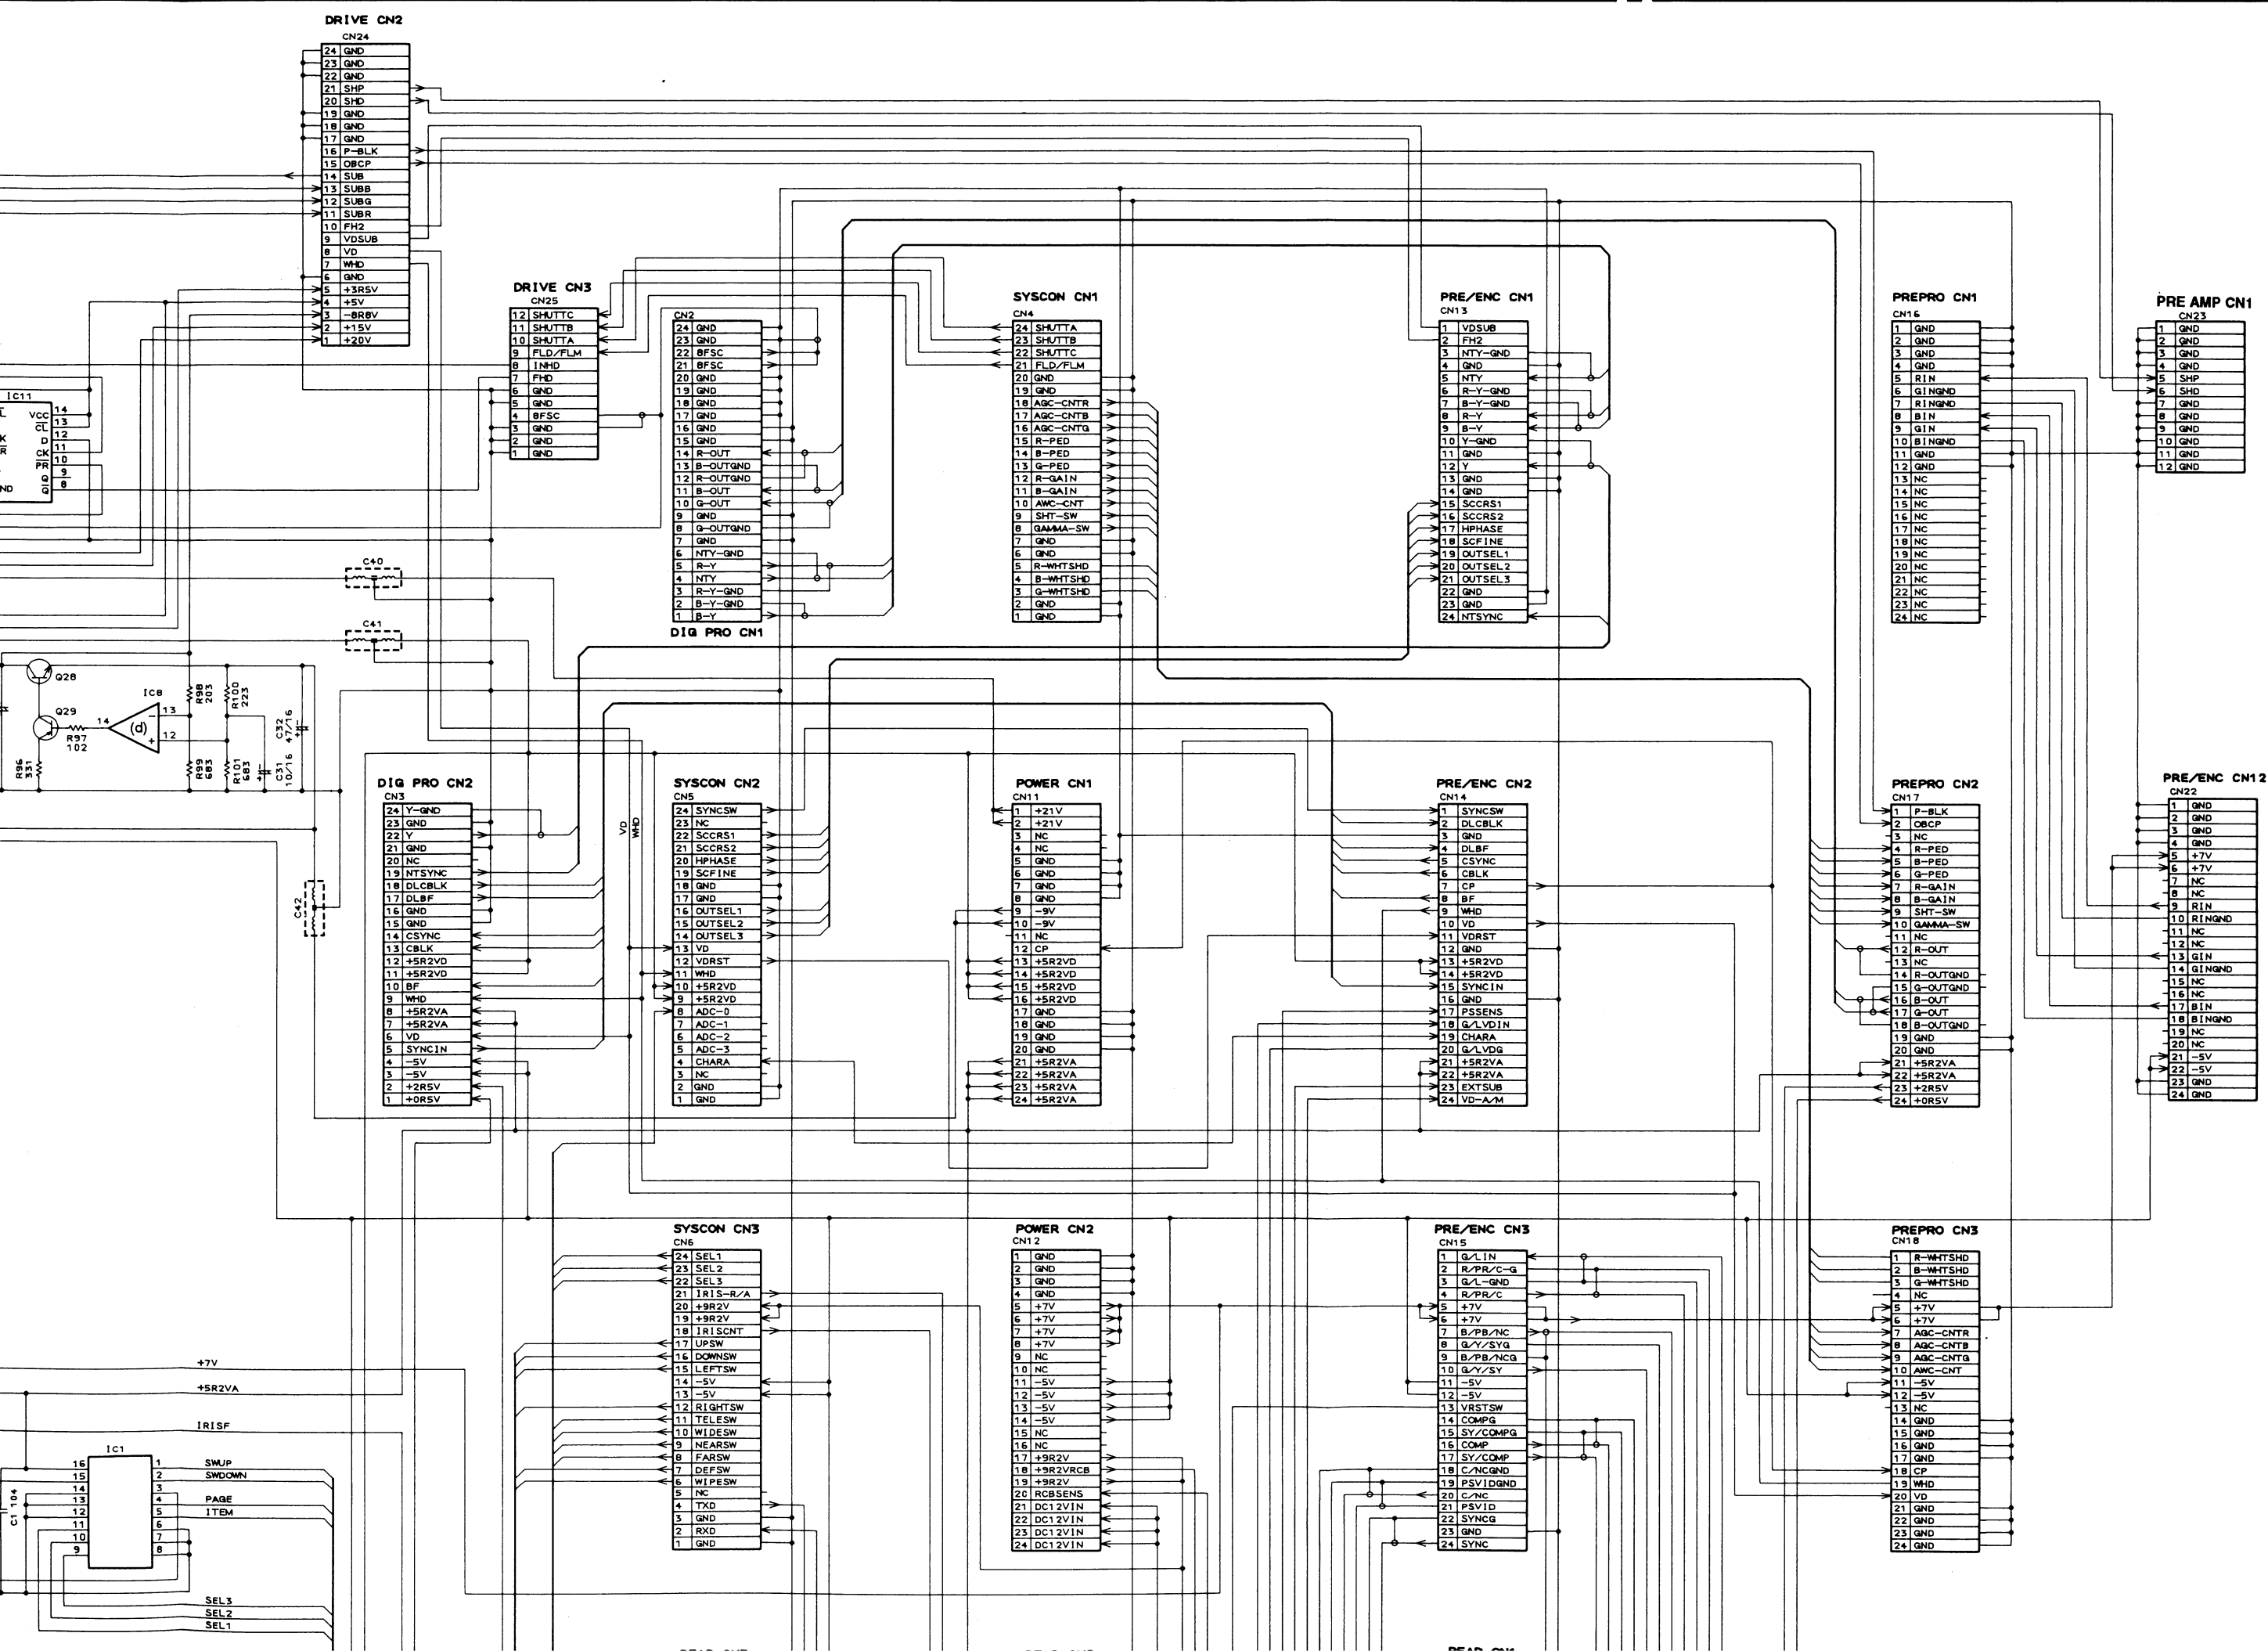 DRIVE CN2
CN24
24 GND
23 GND
22 GND
21 SHP
20 SHD
19 GND
18 GND
17 GND
16 P-BLK
15 OBCP
14 SUB
13 SUBB
12 SUBG
11 SUBR
10 FH2
9 VDSUB
8 VD
7 WHD
6 GND
5 +3R5V
4 +5V
3 -8R8V
2 +15V
1 +20V
DRIVE CN3
CN25
12 SHUTTC
11 SHUTTB
10 SHUTTA
9 FLD/FLM
8 INHD
7 FHD
6 GND
5 GND
4 8FSC
3 GND
2 GND
1 GND
CN2
24 GND
23 GND
22 8FSC
21 8FSC
20 GND
19 GND
18 GND
17 GND
16 GND
15 GND
14 R-OUT
13 B-OUTGND
12 R-OUTGND
11 B-OUT
10 G-OUT
9 GND
8 G-OUTGND
7 GND
6 NTY-GND
5 R-Y
4 NTY
3 R-Y-GND
2 B-Y-GND
1 B-Y
DIG PRO CN1
SYSCON CN1
CN4
24 SHUTTA
23 SHUTTB
22 SHUTTC
21 FLD/FLM
20 GND
19 GND
18 AGC-CNTR
17 AGC-CNTB
16 AGC-CNTG
15 R-PED
14 B-PED
13 G-PED
12 R-GAIN
11 B-GAIN
10 AWC-CNT
9 SHT-SW
8 GAMMA-SW
7 GND
6 GND
5 R-WHTSHD
4 B-WHTSHD
3 G-WHTSHD
2 GND
1 GND
PRE/ENC CN1
CN13
1 VDSUB
2 FH2
3 NTY-GND
4 GND
5 NTY
6 R-Y-GND
7 B-Y-GND
8 R-Y
9 B-Y
10 Y-GND
11 GND
12 Y
13 GND
14 GND
15 SCCRS1
16 SCCRS2
17 HPHASE
18 SCFINE
19 OUTSEL1
20 OUTSEL2
21 OUTSEL3
22 GND
23 GND
24 NTSYNC
PREPRO CN1
CN16
1 GND
2 GND
3 GND
4 GND
5 RIN
6 GINGND
7 RINGND
8 BIN
9 GIN
10 BINGND
11 GND
12 GND
13 NC
14 NC
15 NC
16 NC
17 NC
18 NC
19 NC
20 NC
21 NC
22 NC
23 NC
24 NC
PRE AMP CN1
CN23
1 GND
2 GND
3 GND
4 GND
5 SHP
6 SHD
7 GND
8 GND
9 GND
10 GND
11 GND
12 GND
IC11
VCC 14
CL 13
D 12
CK 11
PR 10
Q 9
Q 8
C40
C41
Q28
Q29
R97
102
14
IC8
(d)
13
12
R98
203
R100
223
C32
47/16
R96
331
R99
683
R101
683
C31
10/16
C42
VD
WHD
DIG PRO CN2
CN3
24 Y-GND
23 GND
22 Y
21 GND
20 NC
19 NTSYNC
18 DLCBLK
17 DLBF
16 GND
15 GND
14 CSYNC
13 CBLK
12 +5R2VD
11 +5R2VD
10 BF
9 WHD
8 +5R2VA
7 +5R2VA
6 VD
5 SYNCIN
4 -5V
3 -5V
2 +2R5V
1 +0R5V
SYSCON CN2
CN5
24 SYNCSW
23 NC
22 SCCRS1
21 SCCRS2
20 HPHASE
19 SCFINE
18 GND
17 GND
16 OUTSEL1
15 OUTSEL2
14 OUTSEL3
13 VD
12 VDRST
11 WHD
10 +5R2VD
9 +5R2VD
8 ADC-0
7 ADC-1
6 ADC-2
5 ADC-3
4 CHARA
3 NC
2 GND
1 GND
POWER CN1
CN11
1 +21V
2 +21V
3 NC
4 NC
5 GND
6 GND
7 GND
8 GND
9 -9V
10 -9V
11 NC
12 CP
13 +5R2VD
14 +5R2VD
15 +5R2VD
16 +5R2VD
17 GND
18 GND
19 GND
20 GND
21 +5R2VA
22 +5R2VA
23 +5R2VA
24 +5R2VA
PRE/ENC CN2
CN14
1 SYNCSW
2 DLCBLK
3 GND
4 DLBF
5 CSYNC
6 CBLK
7 CP
8 BF
9 WHD
10 VD
11 VDRST
12 GND
13 +5R2VD
14 +5R2VD
15 SYNCIN
16 GND
17 PSSENS
18 G/LVDIN
19 CHARA
20 G/LVDG
21 +5R2VA
22 +5R2VA
23 EXTSUB
24 VD-A/M
PREPRO CN2
CN17
1 P-BLK
2 OBCP
3 NC
4 R-PED
5 B-PED
6 G-PED
7 R-GAIN
8 B-GAIN
9 SHT-SW
10 GAMMA-SW
11 NC
12 R-OUT
13 NC
14 R-OUTGND
15 G-OUTGND
16 B-OUT
17 G-OUT
18 B-OUTGND
19 GND
20 GND
21 +5R2VA
22 +5R2VA
23 +2R5V
24 +0R5V
PRE/ENC CN12
CN22
1 GND
2 GND
3 GND
4 GND
5 +7V
6 +7V
7 NC
8 NC
9 RIN
10 RINGND
11 NC
12 NC
13 GIN
14 GINGND
15 NC
16 NC
17 BIN
18 BINGND
19 NC
20 NC
21 -5V
22 -5V
23 GND
24 GND
SYSCON CN3
CN6
24 SEL1
23 SEL2
22 SEL3
21 IRIS-R/A
20 +9R2V
19 +9R2V
18 IRISCNT
17 UPSW
16 DOWNSW
15 LEFTSW
14 -5V
13 -5V
12 RIGHTSW
11 TELESW
10 WIDESW
9 NEARSW
8 FARSW
7 DEFSW
6 WIPESW
5 NC
4 TXD
3 GND
2 RXD
1 GND
POWER CN2
CN12
1 GND
2 GND
3 GND
4 GND
5 +7V
6 +7V
7 +7V
8 +7V
9 NC
10 NC
11 -5V
12 -5V
13 -5V
14 -5V
15 NC
16 NC
17 +9R2V
18 +9R2VRCB
19 +9R2V
20 RCBSENS
21 DC12VIN
22 DC12VIN
23 DC12VIN
24 DC12VIN
PRE/ENC CN3
CN15
1 G/LIN
2 R/PR/C-G
3 G/L-GND
4 R/PR/C
5 +7V
6 +7V
7 B/PB/NC
8 G/Y/SYG
9 B/PB/NCG
10 G/Y/SY
11 -5V
12 -5V
13 VRSTSW
14 COMPG
15 SY/COMPG
16 COMP
17 SY/COMP
18 C/NCGND
19 PSVIDGND
20 C/NC
21 PSVID
22 SYNCG
23 GND
24 SYNC
PREPRO CN3
CN18
1 R-WHTSHD
2 B-WHTSHD
3 G-WHTSHD
4 NC
5 +7V
6 +7V
7 AGC-CNTR
8 AGC-CNTB
9 AGC-CNTG
10 AWC-CNT
11 -5V
12 -5V
13 NC
14 GND
15 GND
16 GND
17 GND
18 CP
19 WHD
20 VD
21 GND
22 GND
23 GND
24 GND
+7V
+5R2VA
IRISF
IC1
16
15
14
13
12
11
10
9
1 SWUP
2 SWDOWN
3
4 PAGE
5 ITEM
6
7
8
C1 104
SEL3
SEL2
SEL1